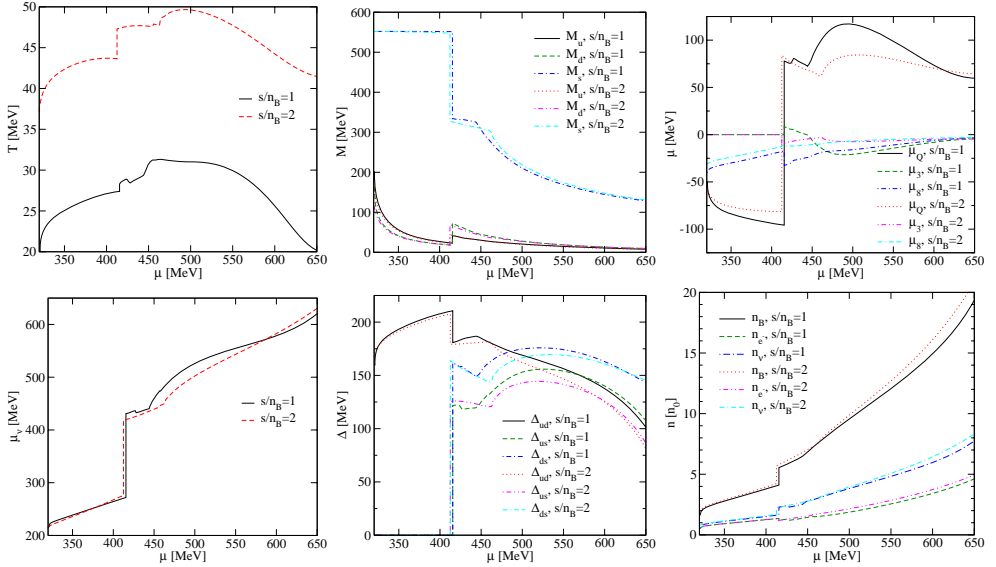 50
45
40
35
30
25
20
T [MeV]
s/n_B=1
s/n_B=2
350 400 450 500 550 600 650
μ [MeV]
600
500
400
300
200
100
0
M [MeV]
M_u, s/n_B=1
M_d, s/n_B=1
M_s, s/n_B=1
M_u, s/n_B=2
M_d, s/n_B=2
M_s, s/n_B=2
350 400 450 500 550 600 650
μ [MeV]
100
50
0
-50
-100
μ [MeV]
μ_Q, s/n_B=1
μ_3, s/n_B=1
μ_8, s/n_B=1
μ_Q, s/n_B=2
μ_3, s/n_B=2
μ_8, s/n_B=2
350 400 450 500 550 600 650
μ [MeV]
600
500
400
300
200
μ_ν [MeV]
s/n_B=1
s/n_B=2
350 400 450 500 550 600 650
μ [MeV]
200
150
100
50
0
Δ [MeV]
Δ_ud, s/n_B=1
Δ_us, s/n_B=1
Δ_ds, s/n_B=1
Δ_ud, s/n_B=2
Δ_us, s/n_B=2
Δ_ds, s/n_B=2
350 400 450 500 550 600 650
μ [MeV]
20
15
10
5
0
n [n_0]
n_B, s/n_B=1
n_e-, s/n_B=1
n_ν, s/n_B=1
n_B, s/n_B=2
n_e-, s/n_B=2
n_ν, s/n_B=2
350 400 450 500 550 600 650
μ [MeV]